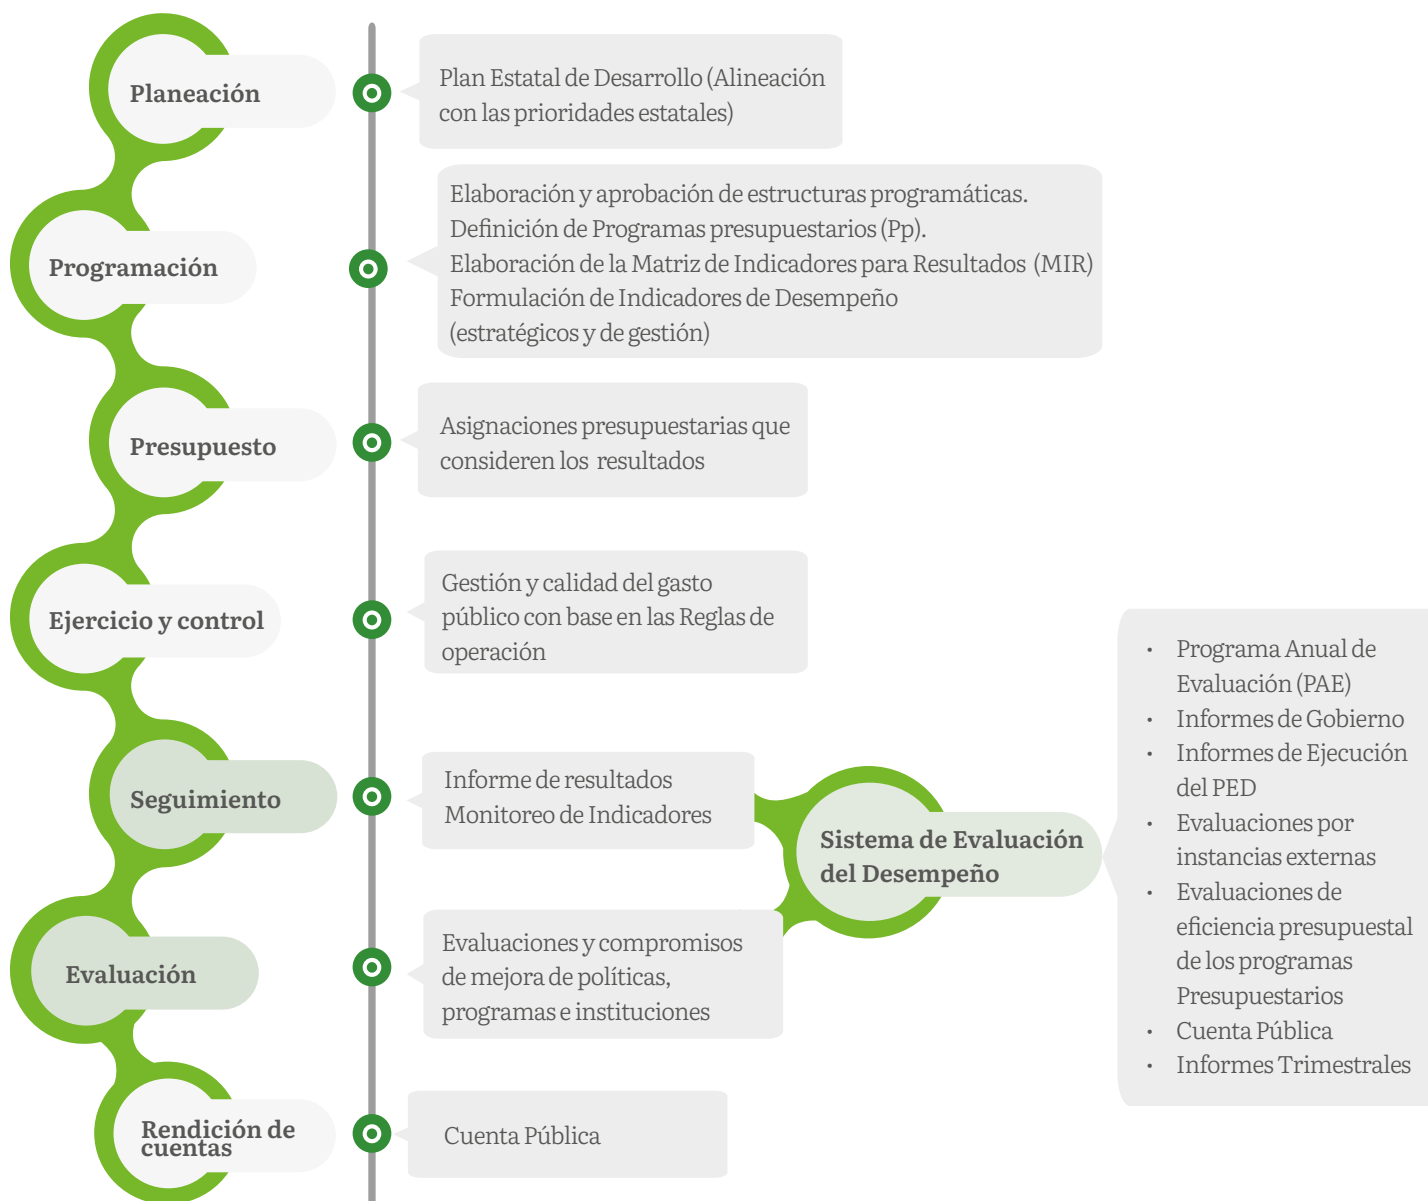 Planeación
Plan Estatal de Desarrollo (Alineación
con las prioridades estatales)
Programación
Elaboración y aprobación de estructuras programáticas.
Definición de Programas presupuestarios (Pp).
Elaboración de la Matriz de Indicadores para Resultados (MIR)
Formulación de Indicadores de Desempeño
(estratégicos y de gestión)
Presupuesto
Asignaciones presupuestarias que
consideren los resultados
Ejercicio y control
Gestión y calidad del gasto
público con base en las Reglas de
operación
Seguimiento
Informe de resultados
Monitoreo de Indicadores
Evaluación
Evaluaciones y compromisos
de mejora de políticas,
programas e instituciones
Sistema de Evaluación
del Desempeño
• Programa Anual de
Evaluación (PAE)
• Informes de Gobierno
• Informes de Ejecución
del PED
• Evaluaciones por
instancias externas
• Evaluaciones de
eficiencia presupuestal
de los programas
Presupuestarios
• Cuenta Pública
• Informes Trimestrales
Rendición de
cuentas
Cuenta Pública